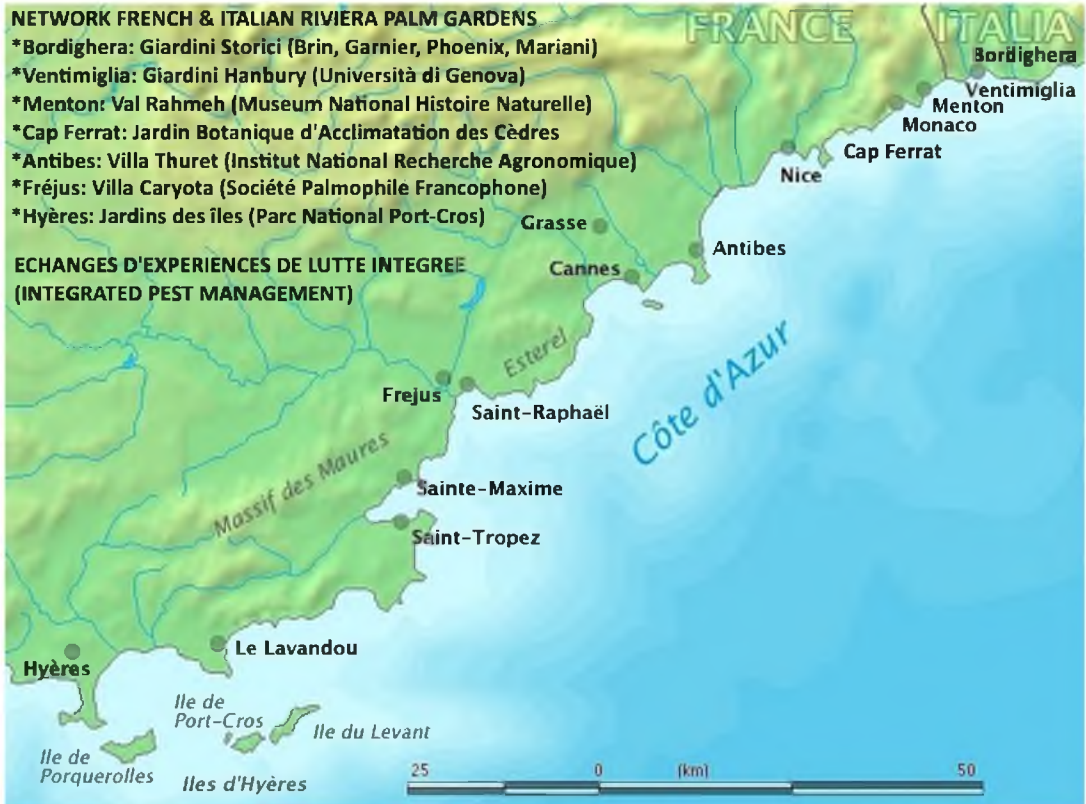 NETWORK FRENCH & ITALIAN RIVIERA PALM GARDENS
*Bordighera: Giardini Storici (Brin, Garnier, Phoenix, Mariani)
*Ventimiglia: Giardini Hanbury (Università di Genova)
*Menton: Val Rahmeh (Museum National Histoire Naturelle)
*Cap Ferrat: Jardin Botanique d'Acclimatation des Cèdres
*Antibes: Villa Thuret (Institut National Recherche Agronomique)
*Fréjus: Villa Caryota (Société Palmophile Francophone)
*Hyères: Jardins des îles (Parc National Port-Cros)
ECHANGES D'EXPERIENCES DE LUTTE INTEGREE
(INTEGRATED PEST MANAGEMENT)
FRANCE
ITALIA
Bordighera
Ventimiglia
Menton
Monaco
Cap Ferrat
Nice
Grasse
Antibes
Cannes
Esterel
Côte d'Azur
Frejus
Saint-Raphaël
Massif des Maures
Sainte-Maxime
Saint-Tropez
Le Lavandou
Hyères
Ile de
Port-Cros
Ile du Levant
Ile de
Porquerolles
Iles d'Hyères
25 0 (km) 50